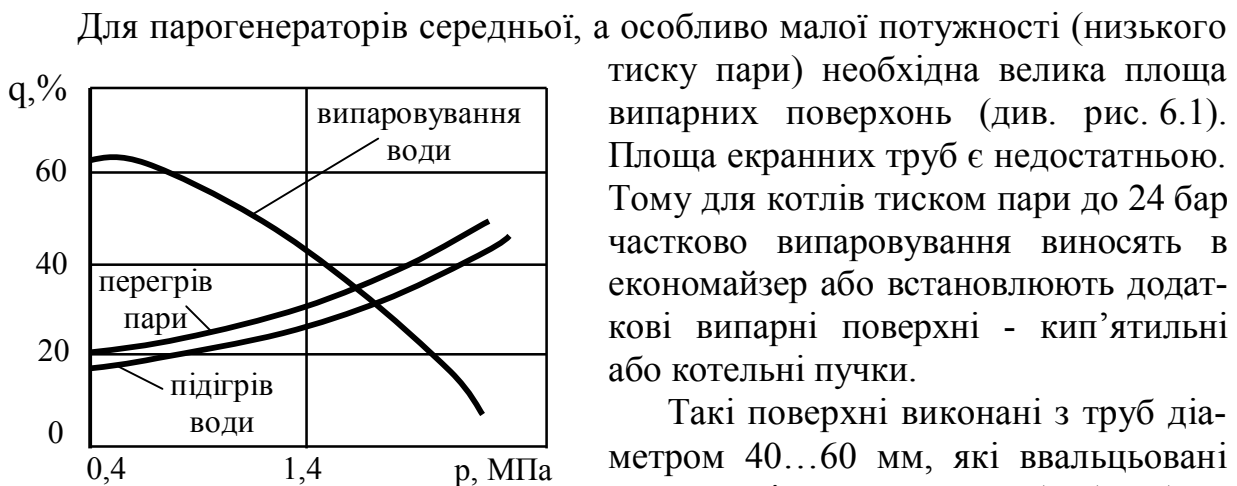 Для парогенераторів середньої, а особливо малої потужності (низького
тиску пари) необхідна велика площа
випарних поверхонь (див. рис. 6.1).
Площа екранних труб є недостатньою.
Тому для котлів тиском пари до 24 бар
частково випаровування виносять в
економайзер або встановлюють додат-
кові випарні поверхні - кип’ятильні
або котельні пучки.
Такі поверхні виконані з труб діа-
метром 40…60 мм, які ввальцьовані
q,%
випаровування
води
60
40
перегрів
пари
20
підігрів
води
0
0,4
1,4
р, МПа